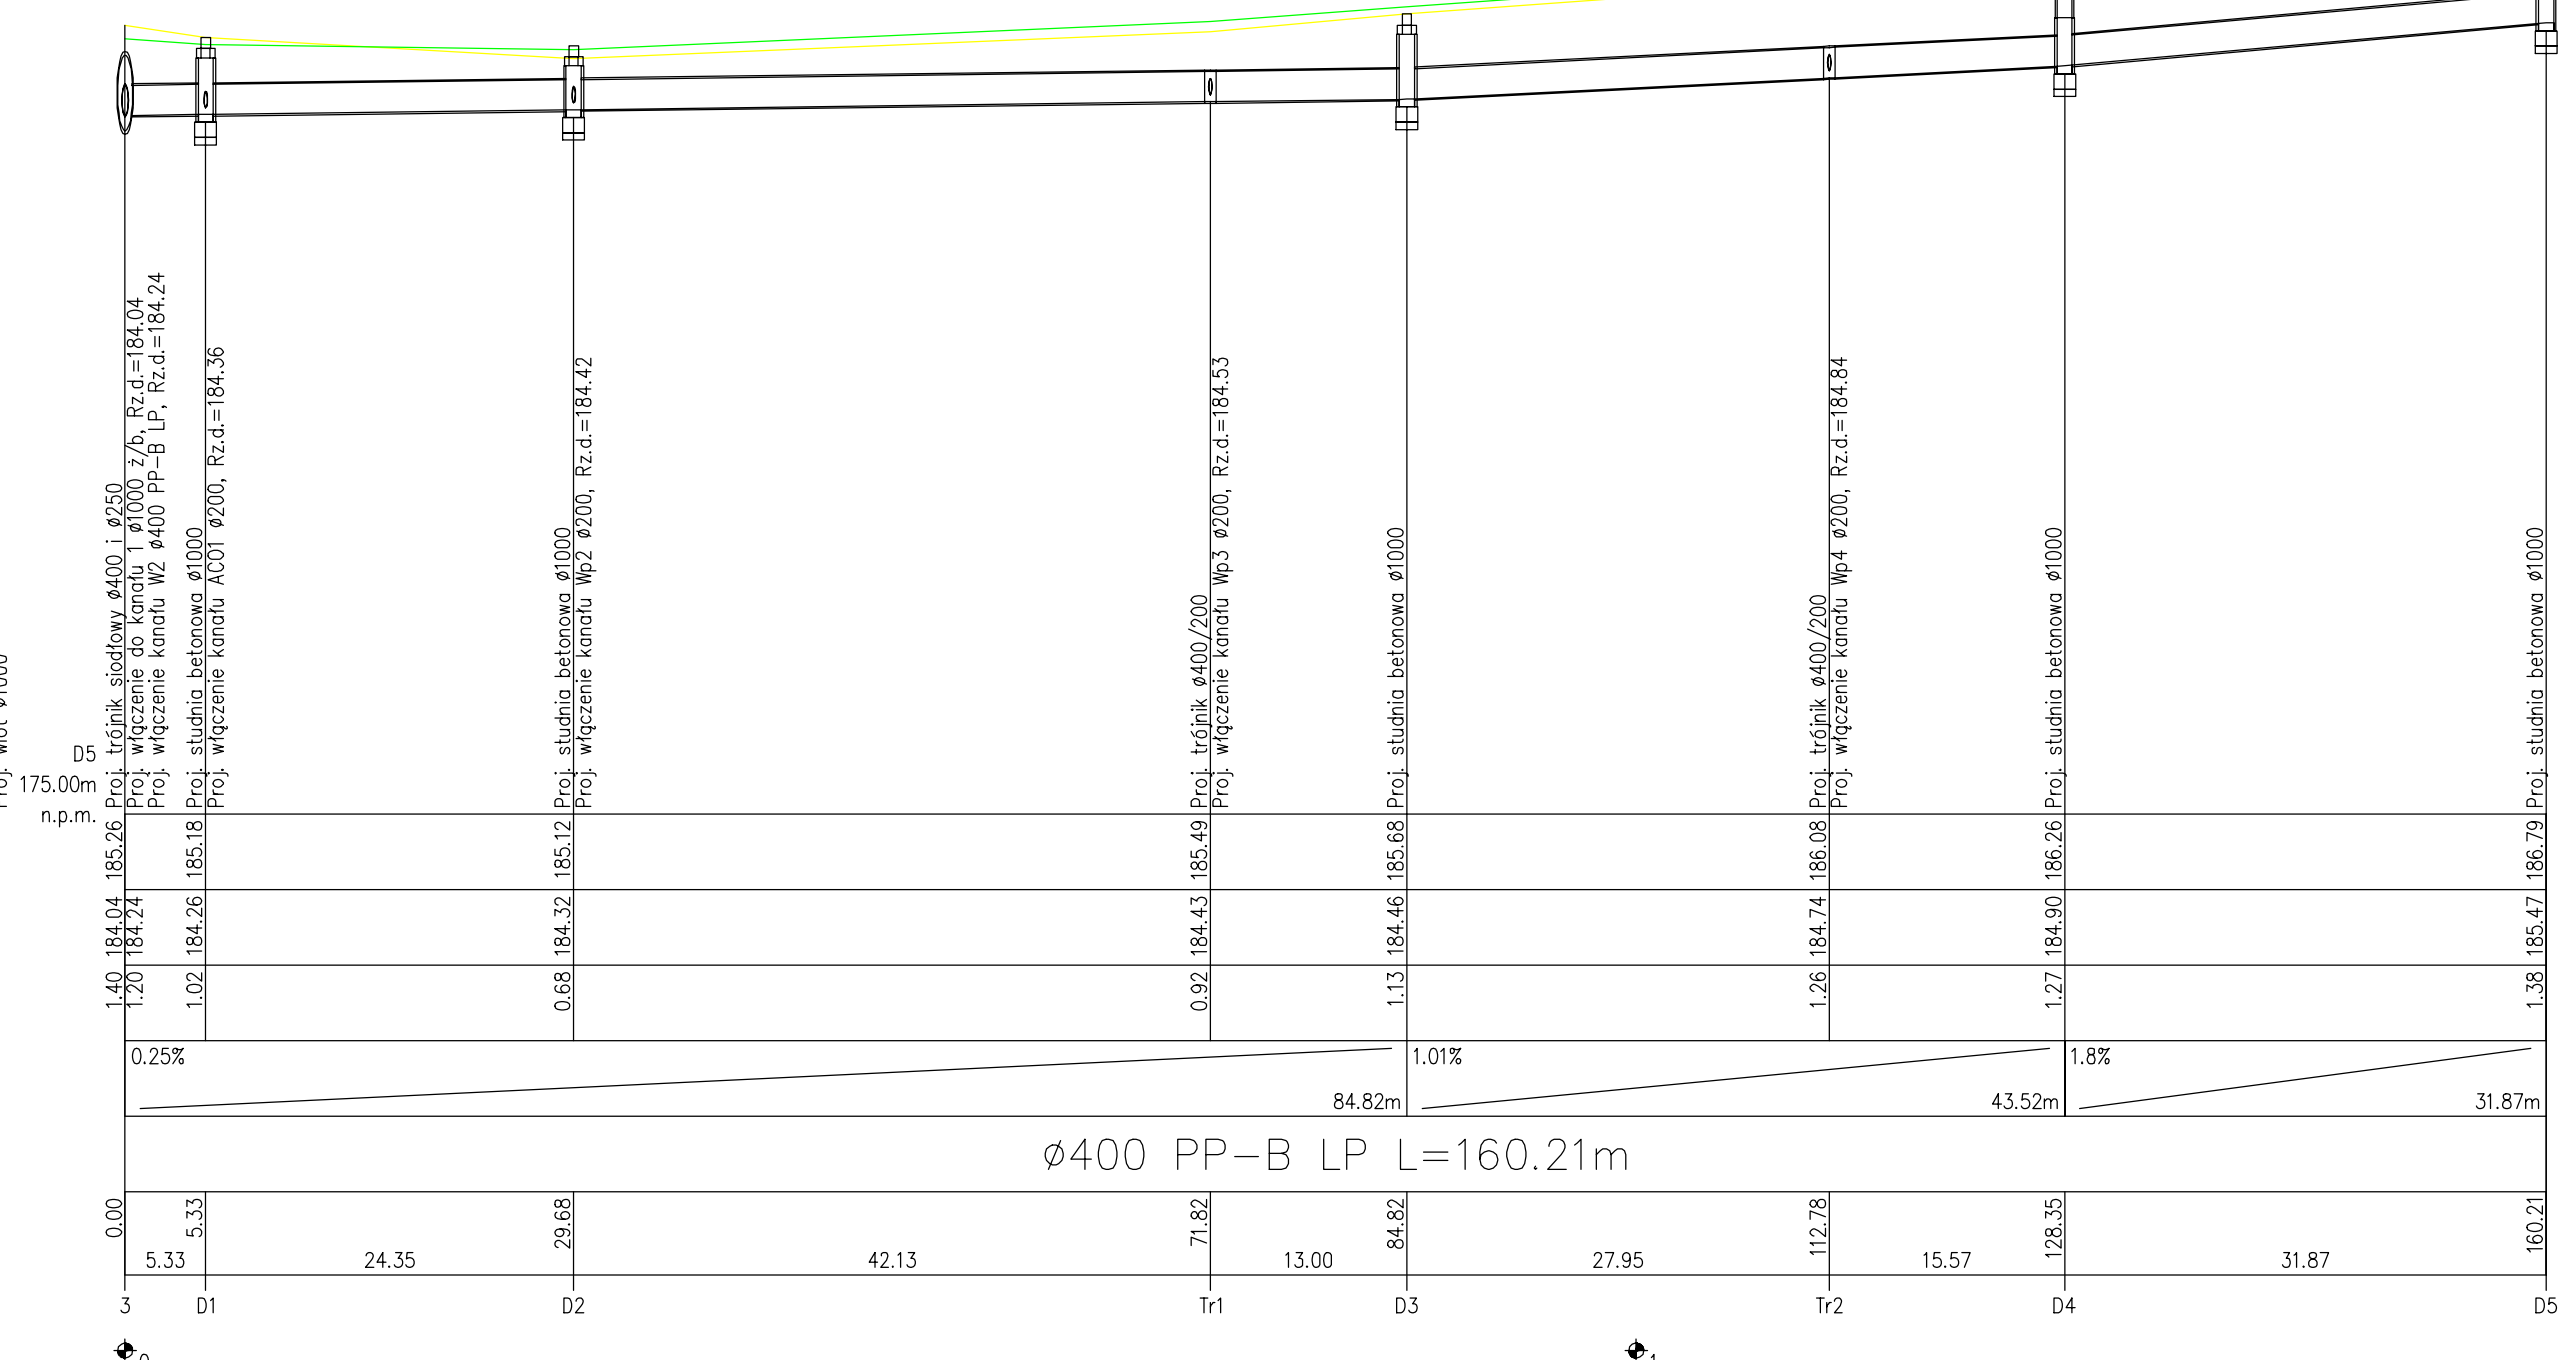 Proj. trójnik siodłowy ø400 i ø250
Proj. włączenie do kanału 1 ø1000 ż/b, Rz.d.=184.04
Proj. włączenie kanału W2 ø400 PP-B LP, Rz.d.=184.24
Proj. studnia betonowa ø1000
Proj. włączenie kanału ACO1 ø200, Rz.d.=184.36
Proj. studnia betonowa ø1000
Proj. włączenie kanału Wp2 ø200, Rz.d.=184.42
Proj. trójnik ø400/200
Proj. włączenie kanału Wp3 ø200, Rz.d.=184.53
Proj. studnia betonowa ø1000
Proj. trójnik ø400/200
Proj. włączenie kanału Wp4 ø200, Rz.d.=184.84
Proj. studnia betonowa ø1000
Proj. studnia betonowa ø1000
D5
175.00m
n.p.m.
185.26 185.18 185.12 185.49 185.68 186.08 186.26 186.79
184.04 184.24 184.26 184.32 184.43 184.46 184.74 184.90 185.47
1.40 1.20 1.02 0.68 0.92 1.13 1.26 1.27 1.38
0.25% 1.01% 1.8%
84.82m 43.52m 31.87m
ø400 PP-B LP L=160.21m
0.00 5.33 29.68 71.82 84.82 112.78 128.35 160.21
5.33 24.35 42.13 13.00 27.95 15.57 31.87
3 D1 D2 Tr1 D3 Tr2 D4 D5